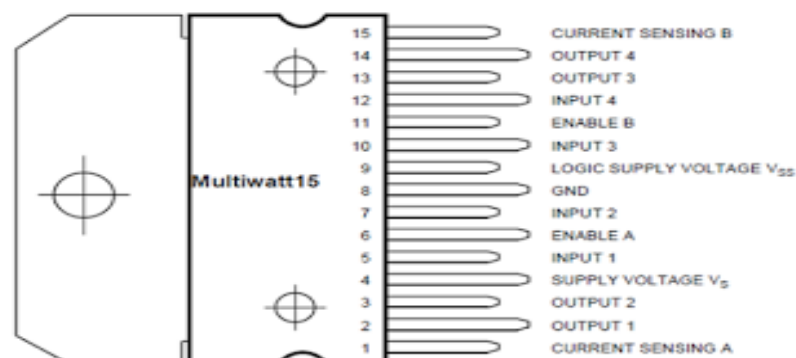 15 CURRENT SENSING B
14 OUTPUT 4
13 OUTPUT 3
12 INPUT 4
11 ENABLE B
10 INPUT 3
9 LOGIC SUPPLY VOLTAGE VSS
Multiwatt15
8 GND
7 INPUT 2
6 ENABLE A
5 INPUT 1
4 SUPPLY VOLTAGE VS
3 OUTPUT 2
2 OUTPUT 1
1 CURRENT SENSING A